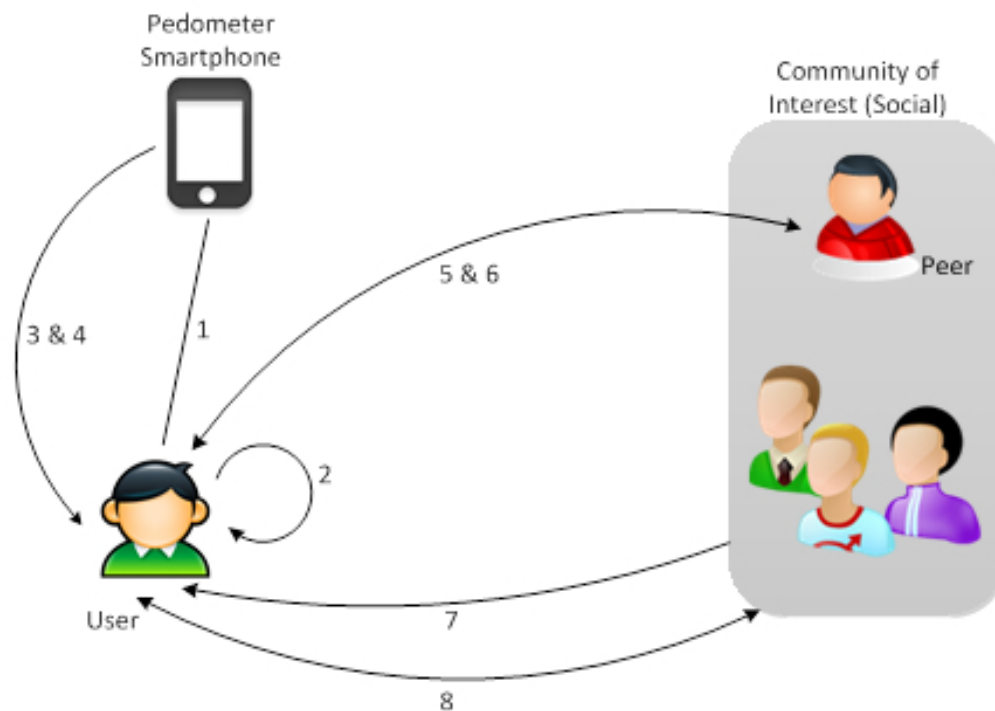 Pedometer
Smartphone
Community of
Interest (Social)
Peer
5 & 6
3 & 4
1
2
User
7
8